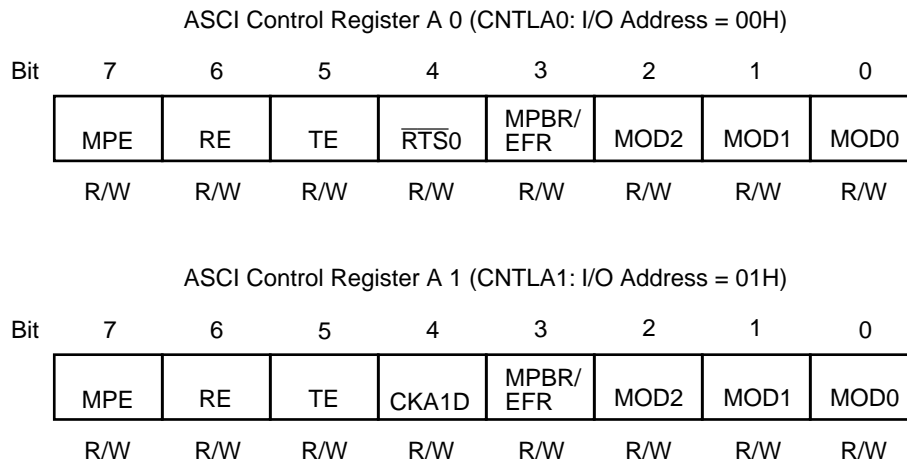 ASCI Control Register A 0 (CNTLA0: I/O Address = 00H)
Bit 7 6 5 4 3 2 1 0
MPE RE TE R̅T̅S̅0 MPBR/EFR MOD2 MOD1 MOD0
R/W R/W R/W R/W R/W R/W R/W R/W
ASCI Control Register A 1 (CNTLA1: I/O Address = 01H)
Bit 7 6 5 4 3 2 1 0
MPE RE TE CKA1D MPBR/EFR MOD2 MOD1 MOD0
R/W R/W R/W R/W R/W R/W R/W R/W